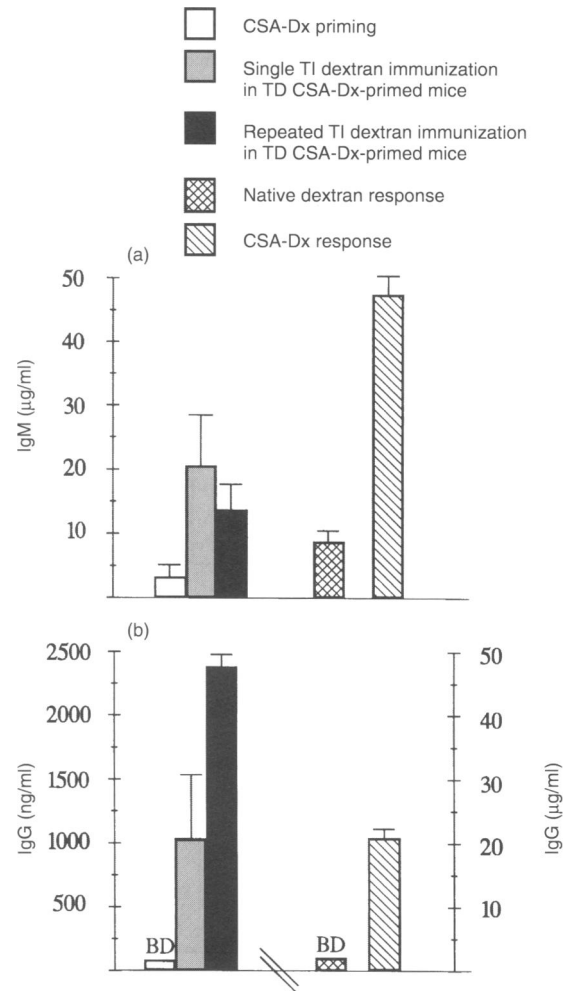 CSA-Dx priming
Single TI dextran immunization
in TD CSA-Dx-primed mice
Repeated TI dextran immunization
in TD CSA-Dx-primed mice
Native dextran response
CSA-Dx response
(a)
50
40
30
20
10
IgM (µg/ml)
(b)
2500
2000
1500
1000
500
IgG (ng/ml)
BD
BD
50
40
30
20
10
IgG (µg/ml)